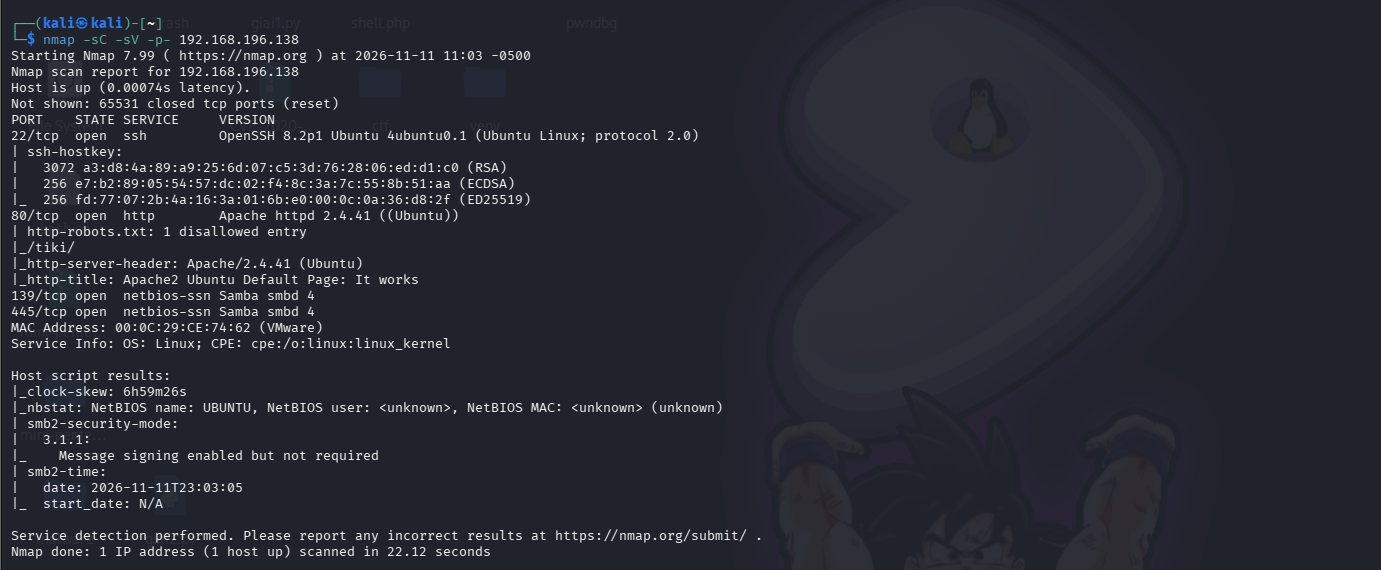 ┌──(kali㉿kali)-[~]
└─$ nmap -sC -sV -p- 192.168.196.138
Starting Nmap 7.99 ( https://nmap.org ) at 2026-11-11 11:03 -0500
Nmap scan report for 192.168.196.138
Host is up (0.00074s latency).
Not shown: 65531 closed tcp ports (reset)
PORT    STATE SERVICE     VERSION
22/tcp  open  ssh         OpenSSH 8.2p1 Ubuntu 4ubuntu0.1 (Ubuntu Linux; protocol 2.0)
| ssh-hostkey:
|   3072 a3:d8:4a:89:a9:25:6d:07:c5:3d:76:28:06:ed:d1:c0 (RSA)
|   256 e7:b2:89:05:54:57:dc:02:f4:8c:3a:7c:55:8b:51:aa (ECDSA)
|_  256 fd:77:07:2b:4a:16:3a:01:6b:e0:00:0c:0a:36:d8:2f (ED25519)
80/tcp  open  http        Apache httpd 2.4.41 ((Ubuntu))
| http-robots.txt: 1 disallowed entry
|_/tiki/
|_http-server-header: Apache/2.4.41 (Ubuntu)
|_http-title: Apache2 Ubuntu Default Page: It works
139/tcp open  netbios-ssn Samba smbd 4
445/tcp open  netbios-ssn Samba smbd 4
MAC Address: 00:0C:29:CE:74:62 (VMware)
Service Info: OS: Linux; CPE: cpe:/o:linux:linux_kernel

Host script results:
|_clock-skew: 6h59m26s
|_nbstat: NetBIOS name: UBUNTU, NetBIOS user: <unknown>, NetBIOS MAC: <unknown> (unknown)
| smb2-security-mode:
|   3.1.1:
|_    Message signing enabled but not required
| smb2-time:
|   date: 2026-11-11T23:03:05
|_  start_date: N/A

Service detection performed. Please report any incorrect results at https://nmap.org/submit/ .
Nmap done: 1 IP address (1 host up) scanned in 22.12 seconds
shell.php
pwndbg